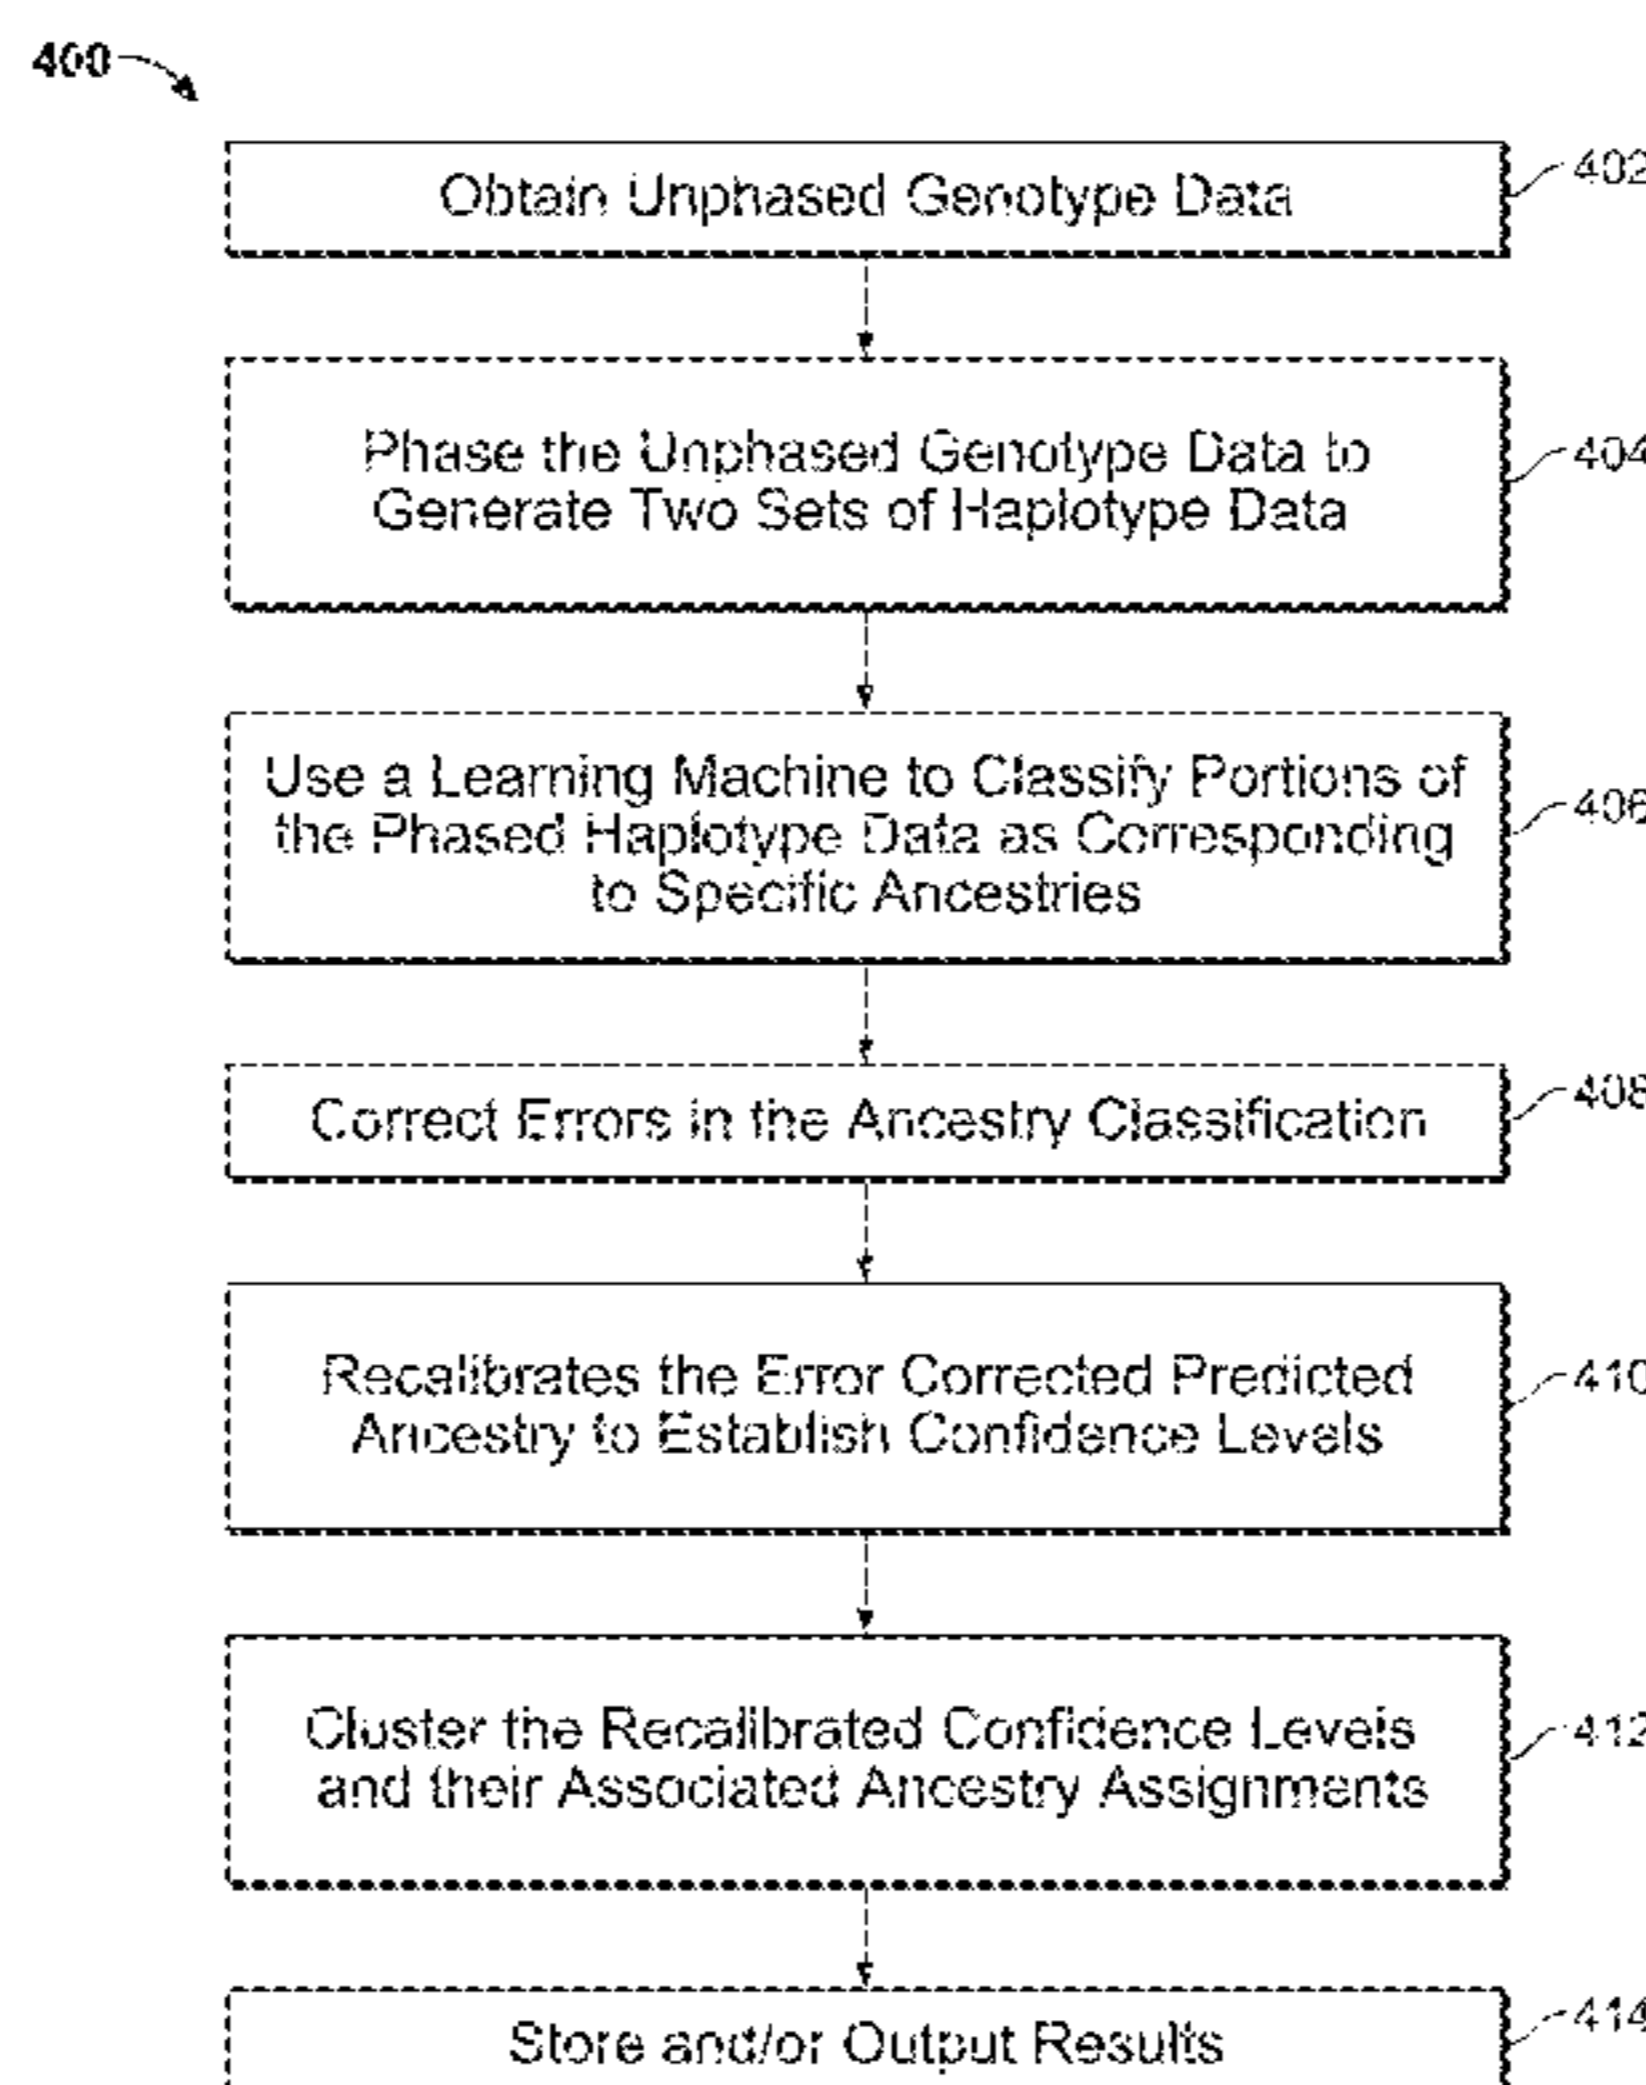 400
Obtain Unphased Genotype Data
402
Phase the Unphased Genotype Data to
Generate Two Sets of Haplotype Data
404
Use a Learning Machine to Classify Portions of
the Phased Haplotype Data as Corresponding
to Specific Ancestries
406
Correct Errors in the Ancestry Classification
408
Recalibrates the Error Corrected Predicted
Ancestry to Establish Confidence Levels
410
Cluster the Recalibrated Confidence Levels
and their Associated Ancestry Assignments
412
Store and/or Output Results
414